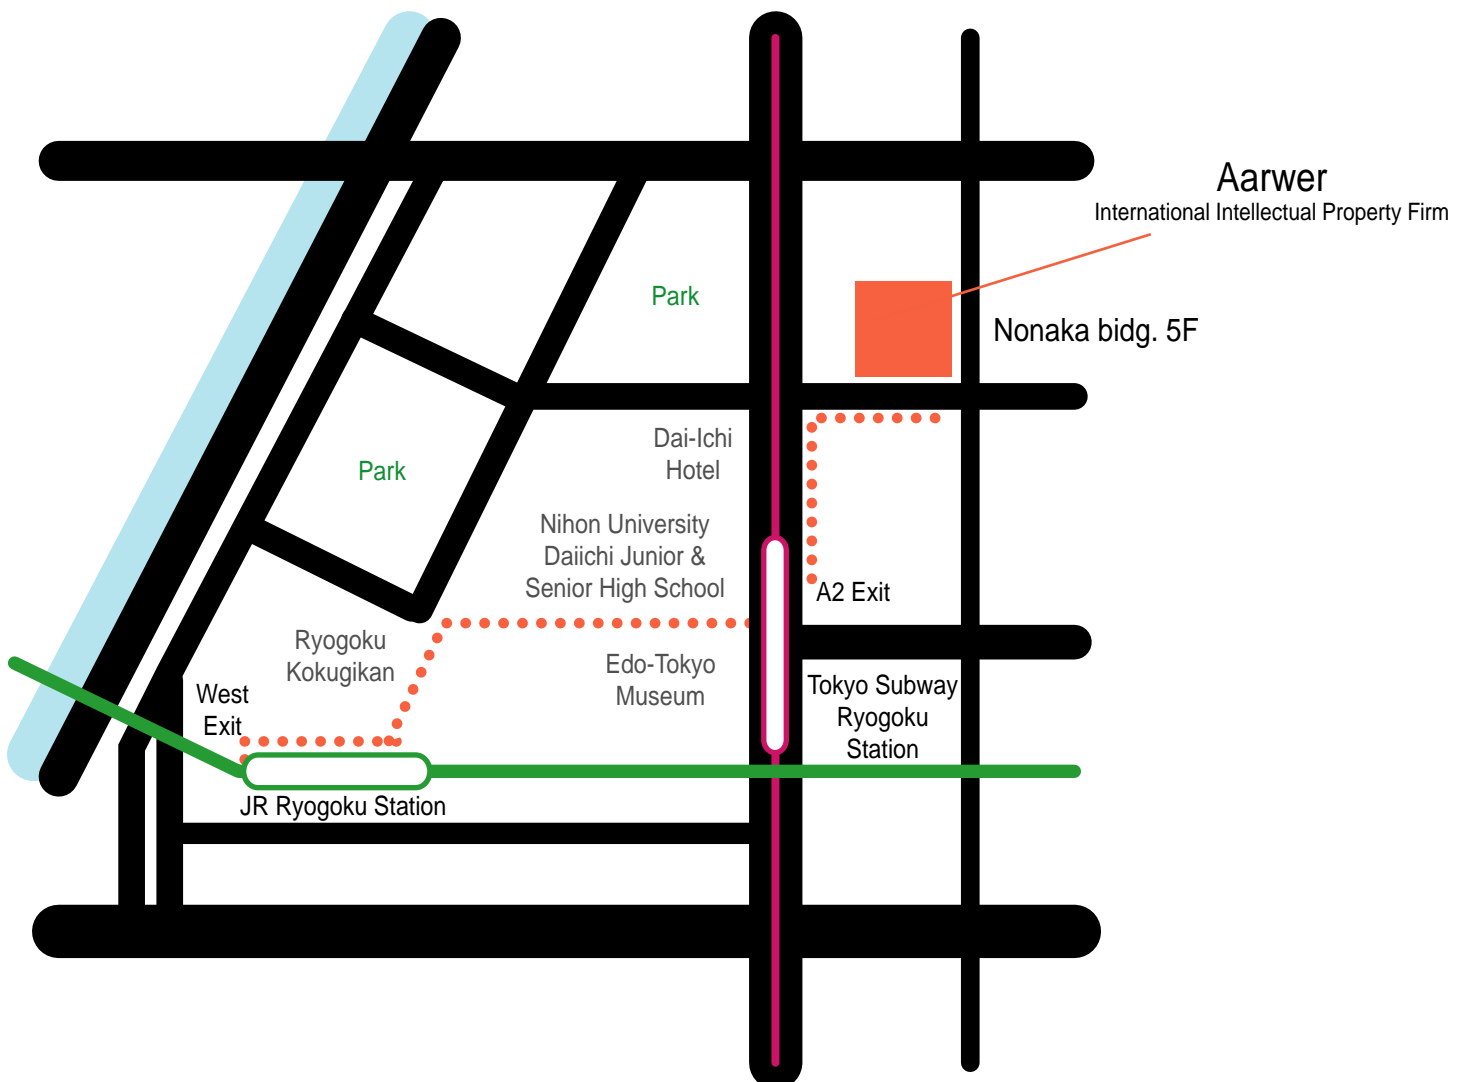 Aarwer
International Intellectual Property Firm
Park
Nonaka bidg. 5F
Dai-Ichi
Hotel
Park
Nihon University
Daiichi Junior &
Senior High School
A2 Exit
Ryogoku
Kokugikan
Edo-Tokyo
Museum
West
Exit
Tokyo Subway
Ryogoku
Station
JR Ryogoku Station